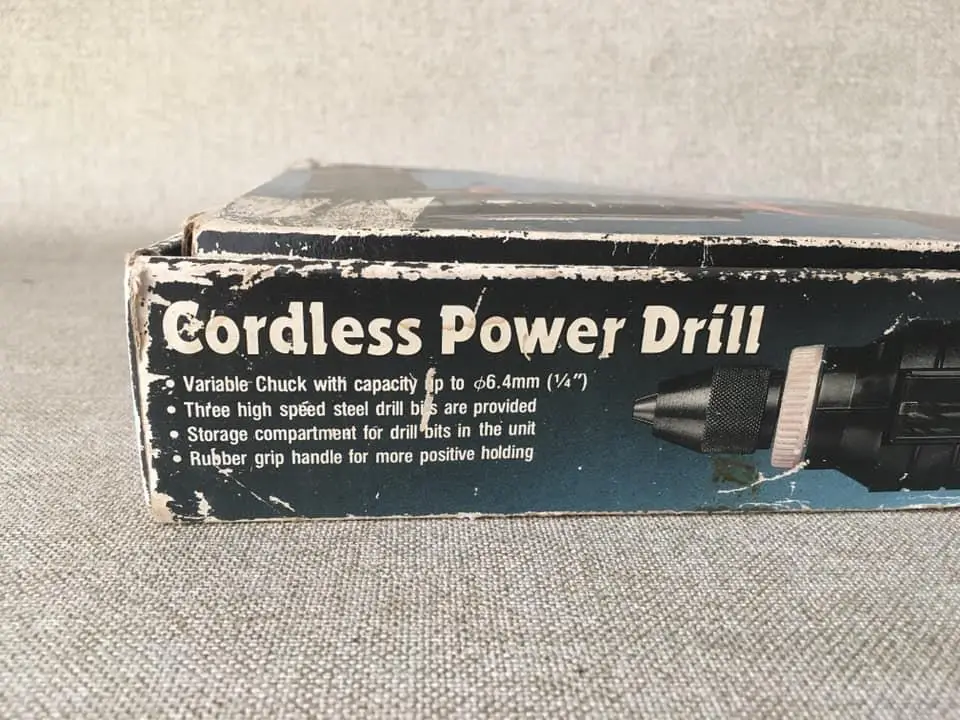 Cordless Power Drill
• Variable Chuck with capacity up to ⌀6.4mm (¼")
• Three high speed steel drill bits are provided
• Storage compartment for drill bits in the unit
• Rubber grip handle for more positive holding